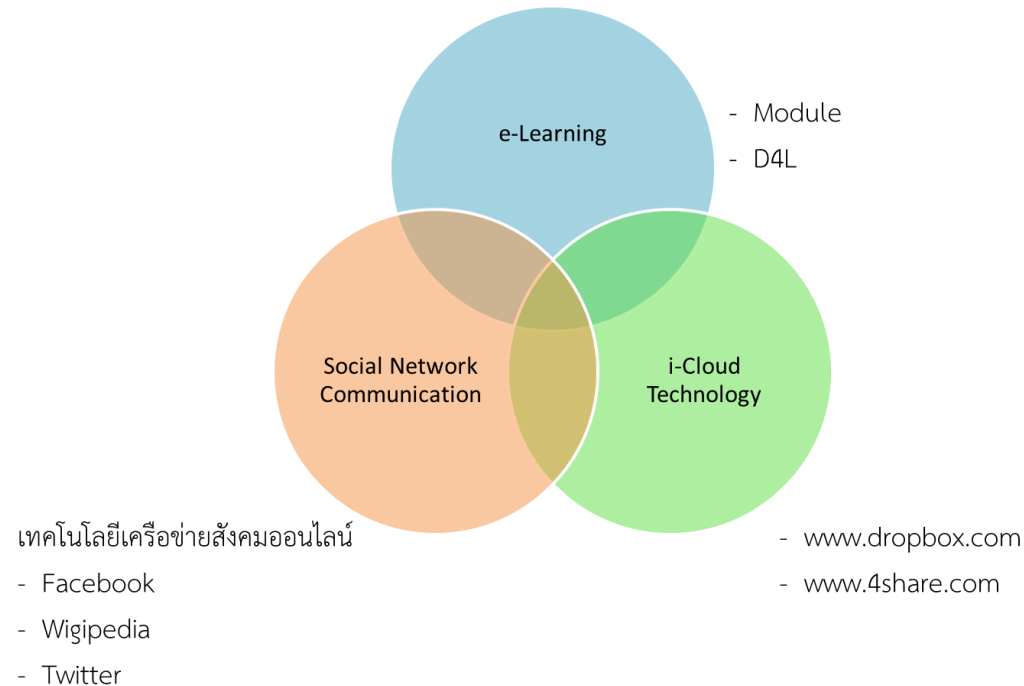 e-Learning
- Module
- D4L
Social Network
Communication
i-Cloud
Technology
เทคโนโลยีเครือข่ายสังคมออนไลน์
- Facebook
- Wigipedia
- Twitter
- www.dropbox.com
- www.4share.com